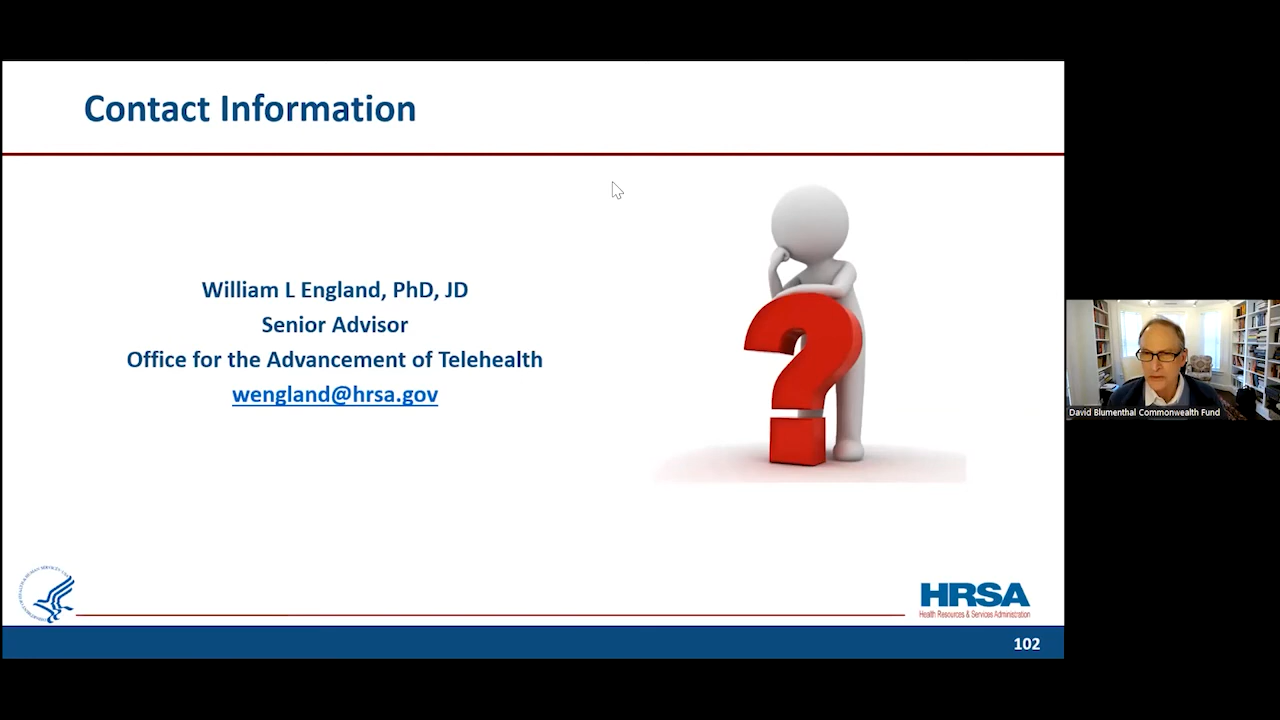 Contact Information
William L England, PhD, JD
Senior Advisor
Office for the Advancement of Telehealth
wengland@hrsa.gov
David Blumenthal Commonwealth Fund
HRSA
Health Resources & Services Administration
102